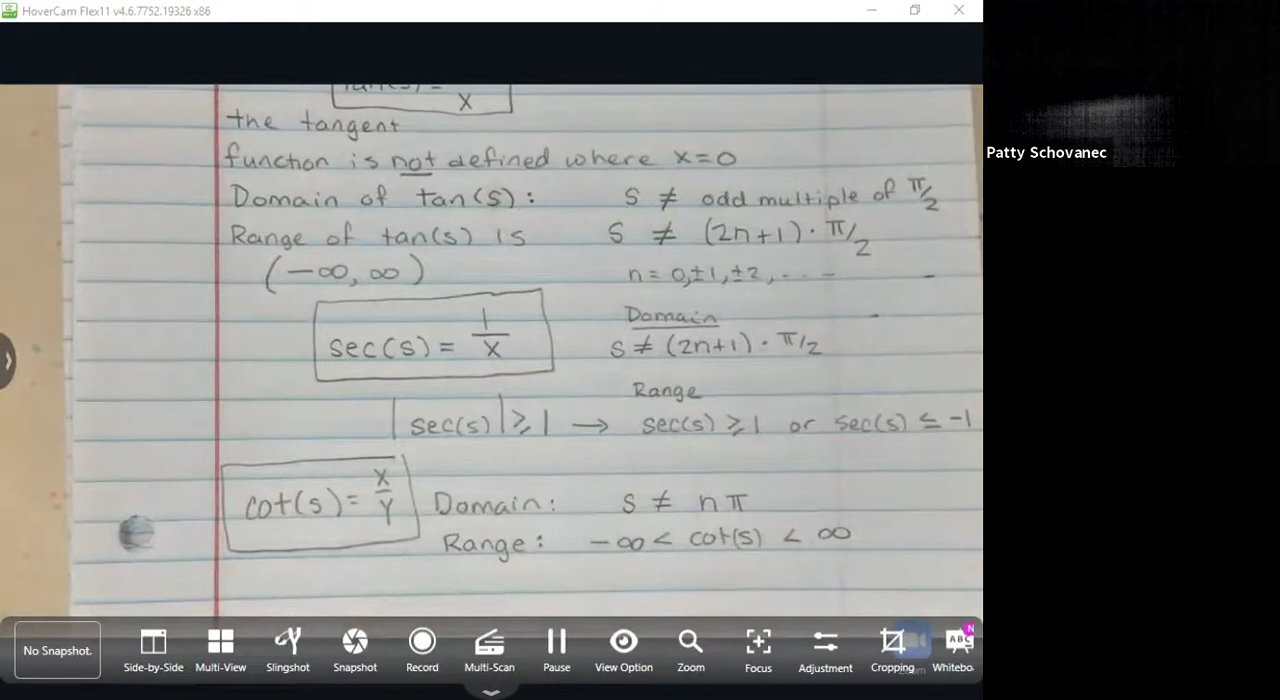 HoverCam Flex11 v4.6.7752.19326 x86
X
the tangent
function is not defined where x=0
Domain of tan(s): S ≠ odd multiple of π/2
Range of tan(s) is S ≠ (2n+1)·π/2
(-∞, ∞) n = 0,±1,±2, ....
sec(s) = 1/x
Domain
S ≠ (2n+1)·π/2
Range
|sec(s)| ≥ 1 → sec(s) ≥ 1 or sec(s) ≤ -1
cot(s) = x/y Domain: S ≠ nπ
Range: -∞ < cot(s) < ∞
Patty Schovanec
No Snapshot.
Side-by-Side Multi-View Slingshot Snapshot Record Multi-Scan Pause View Option Zoom Focus Adjustment Cropping Whitebo
ABC
N